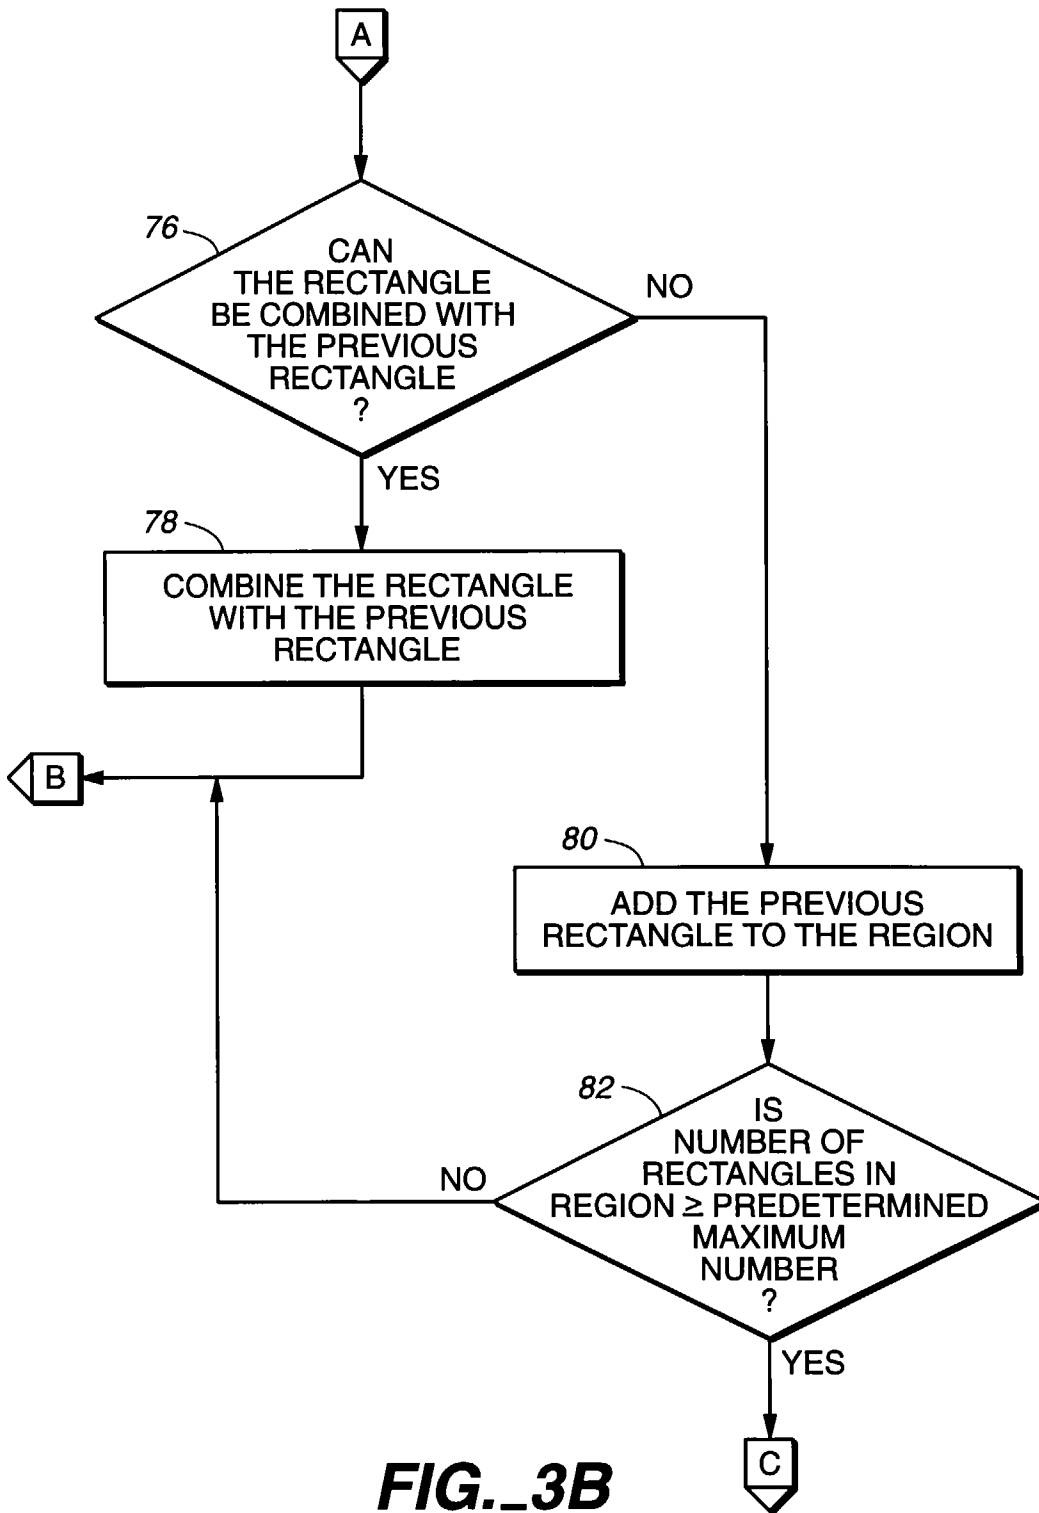 A
76
CAN
THE RECTANGLE
BE COMBINED WITH
THE PREVIOUS
RECTANGLE
?
NO
YES
78
COMBINE THE RECTANGLE
WITH THE PREVIOUS
RECTANGLE
B
80
ADD THE PREVIOUS
RECTANGLE TO THE REGION
82
IS
NUMBER OF
RECTANGLES IN
REGION ≥ PREDETERMINED
MAXIMUM
NUMBER
?
NO
YES
C
FIG._3B